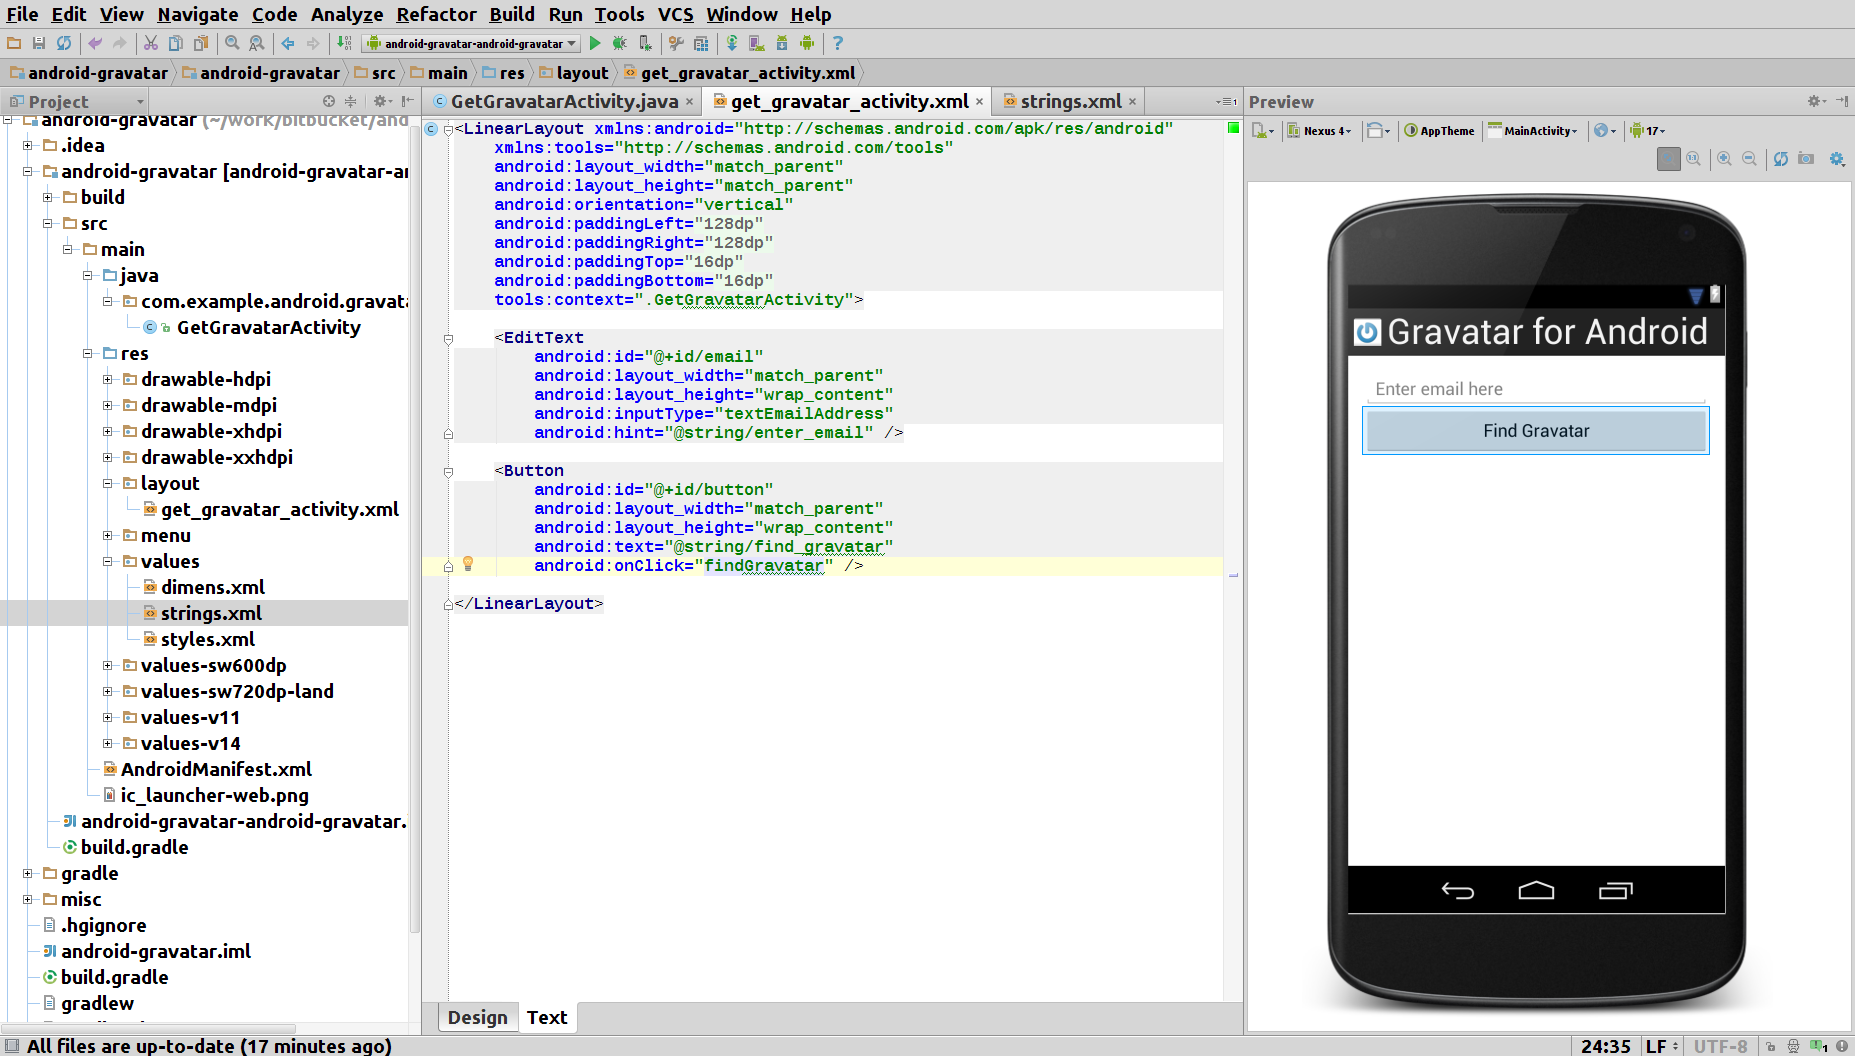 File Edit View Navigate Code Analyze Refactor Build Run Tools VCS Window Help
android-gravatar-android-gravatar
android-gravatar android-gravatar src main res layout get_gravatar_activity.xml
Project
GetGravatarActivity.java get_gravatar_activity.xml strings.xml
Preview
android-gravatar (~/work/bitbucket/and
.idea
android-gravatar [android-gravatar-ar
build
src
main
java
com.example.android.gravata
GetGravatarActivity
res
drawable-hdpi
drawable-mdpi
drawable-xhdpi
drawable-xxhdpi
layout
get_gravatar_activity.xml
menu
values
dimens.xml
strings.xml
styles.xml
values-sw600dp
values-sw720dp-land
values-v11
values-v14
AndroidManifest.xml
ic_launcher-web.png
android-gravatar-android-gravatar.
build.gradle
gradle
misc
.hgignore
android-gravatar.iml
build.gradle
gradlew
<LinearLayout xmlns:android="http://schemas.android.com/apk/res/android"
xmlns:tools="http://schemas.android.com/tools"
android:layout_width="match_parent"
android:layout_height="match_parent"
android:orientation="vertical"
android:paddingLeft="128dp"
android:paddingRight="128dp"
android:paddingTop="16dp"
android:paddingBottom="16dp"
tools:context=".GetGravatarActivity">
<EditText
android:id="@+id/email"
android:layout_width="match_parent"
android:layout_height="wrap_content"
android:inputType="textEmailAddress"
android:hint="@string/enter_email" />
<Button
android:id="@+id/button"
android:layout_width="match_parent"
android:layout_height="wrap_content"
android:text="@string/find_gravatar"
android:onClick="findGravatar" />
</LinearLayout>
Design Text
Nexus 4 AppTheme MainActivity 17
Gravatar for Android
Enter email here
Find Gravatar
All files are up-to-date (17 minutes ago)
24:35 LF UTF-8 1